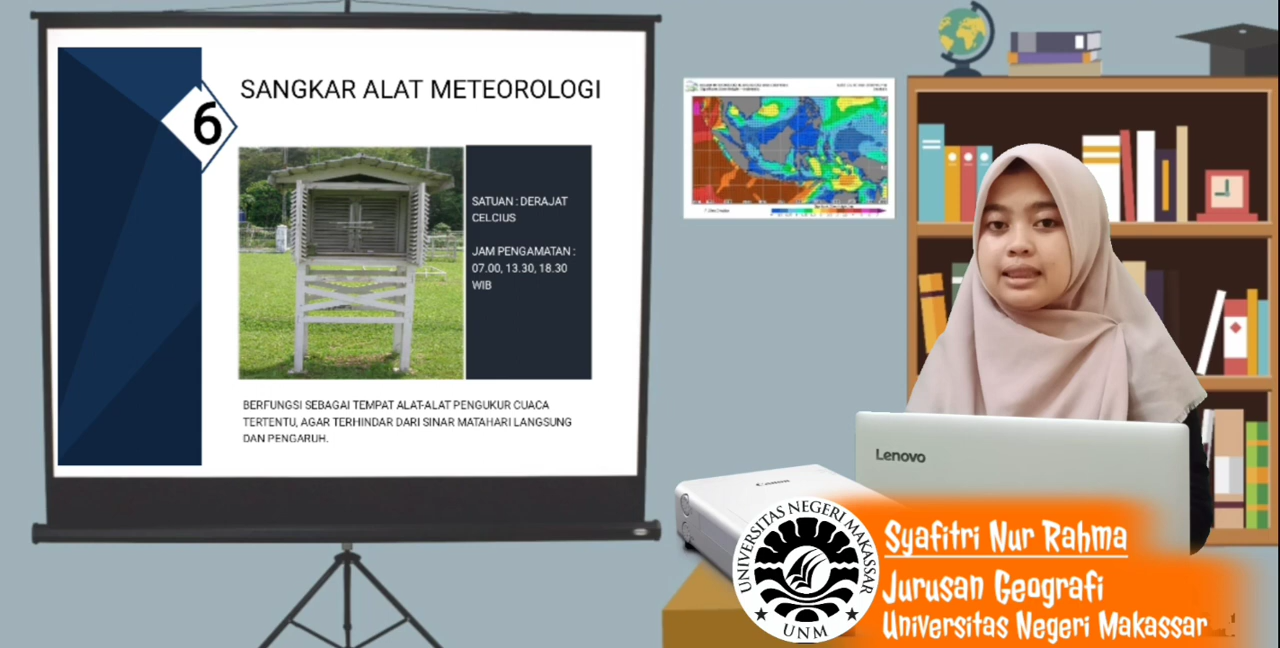 6
SANGKAR ALAT METEOROLOGI
SATUAN : DERAJAT
CELCIUS
JAM PENGAMATAN :
07.00, 13.30, 18.30
WIB
BERFUNGSI SEBAGAI TEMPAT ALAT-ALAT PENGUKUR CUACA
TERTENTU, AGAR TERHINDAR DARI SINAR MATAHARI LANGSUNG
DAN PENGARUH.
Lenovo
Canon
UNIVERSITAS NEGERI MAKASSAR
UNM
Syafitri Nur Rahma
Jurusan Geografi
Universitas Negeri Makassar